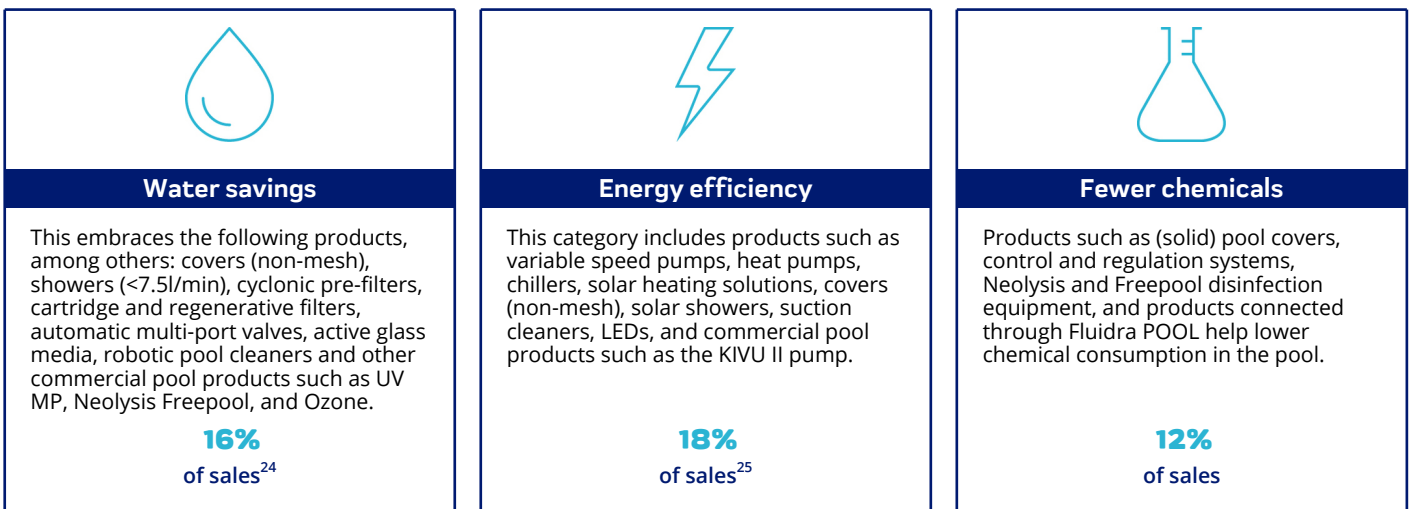 Water savings
This embraces the following products,
among others: covers (non-mesh),
showers (<7.5l/min), cyclonic pre-filters,
cartridge and regenerative filters,
automatic multi-port valves, active glass
media, robotic pool cleaners and other
commercial pool products such as UV
MP, Neolysis Freepool, and Ozone.
16%
of sales24
Energy efficiency
This category includes products such as
variable speed pumps, heat pumps,
chillers, solar heating solutions, covers
(non-mesh), solar showers, suction
cleaners, LEDs, and commercial pool
products such as the KIVU II pump.
18%
of sales25
Fewer chemicals
Products such as (solid) pool covers,
control and regulation systems,
Neolysis and Freepool disinfection
equipment, and products connected
through Fluidra POOL help lower
chemical consumption in the pool.
12%
of sales